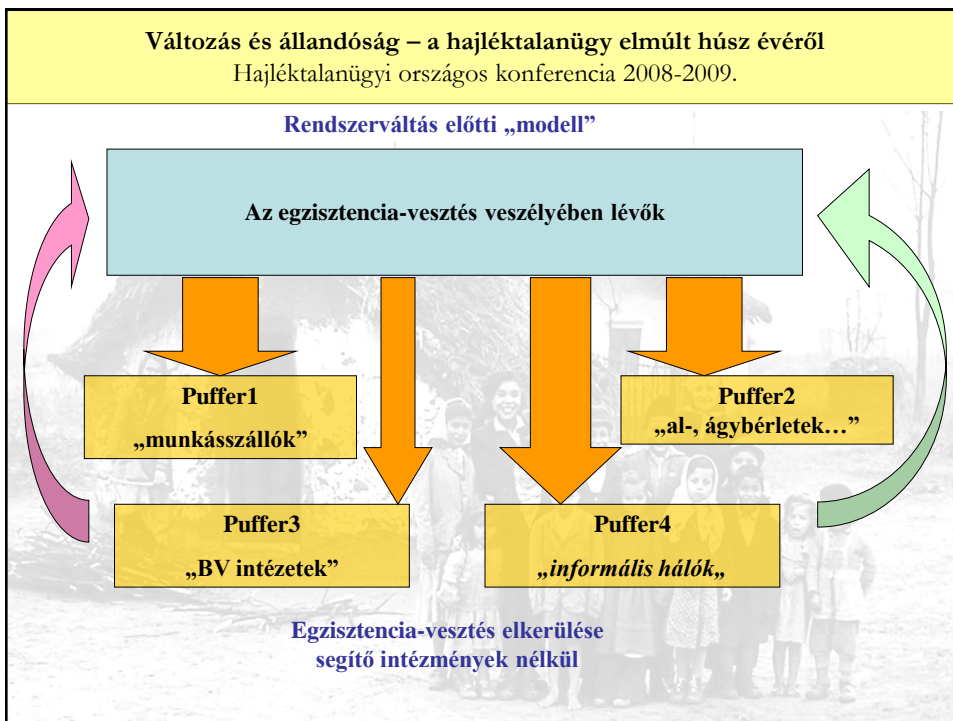 Változás és állandóság – a hajléktalanügy elmúlt húsz évéről
Hajléktalanügyi országos konferencia 2008-2009.
Rendszerváltás előtti „modell”
Az egzisztencia-vesztés veszélyében lévők
Puffer1
„munkásszállók”
Puffer2
„al-, ágybérletek…”
Puffer3
„BV intézetek”
Puffer4
„informális hálók„
Egzisztencia-vesztés elkerülése
segítő intézmények nélkül